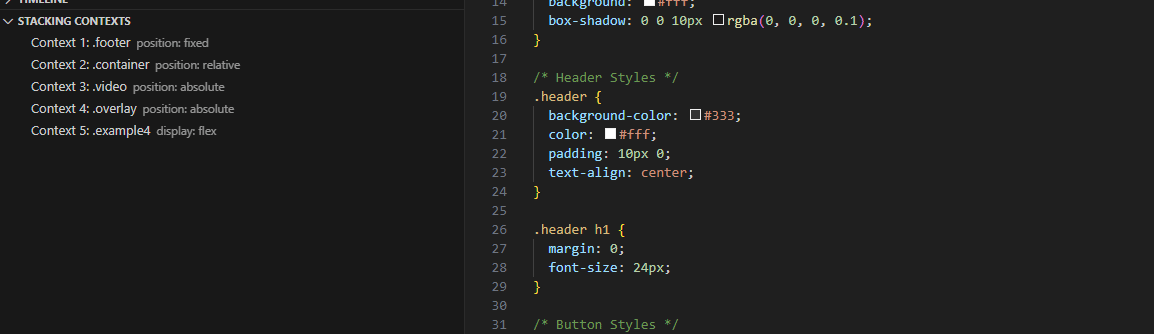 TIMELINE
STACKING CONTEXTS
Context 1: .footer position: fixed
Context 2: .container position: relative
Context 3: .video position: absolute
Context 4: .overlay position: absolute
Context 5: .example4 display: flex
14 background: #fff;
15 box-shadow: 0 0 10px rgba(0, 0, 0, 0.1);
16 }
17
18 /* Header Styles */
19 .header {
20 background-color: #333;
21 color: #fff;
22 padding: 10px 0;
23 text-align: center;
24 }
25
26 .header h1 {
27 margin: 0;
28 font-size: 24px;
29 }
30
31 /* Button Styles */